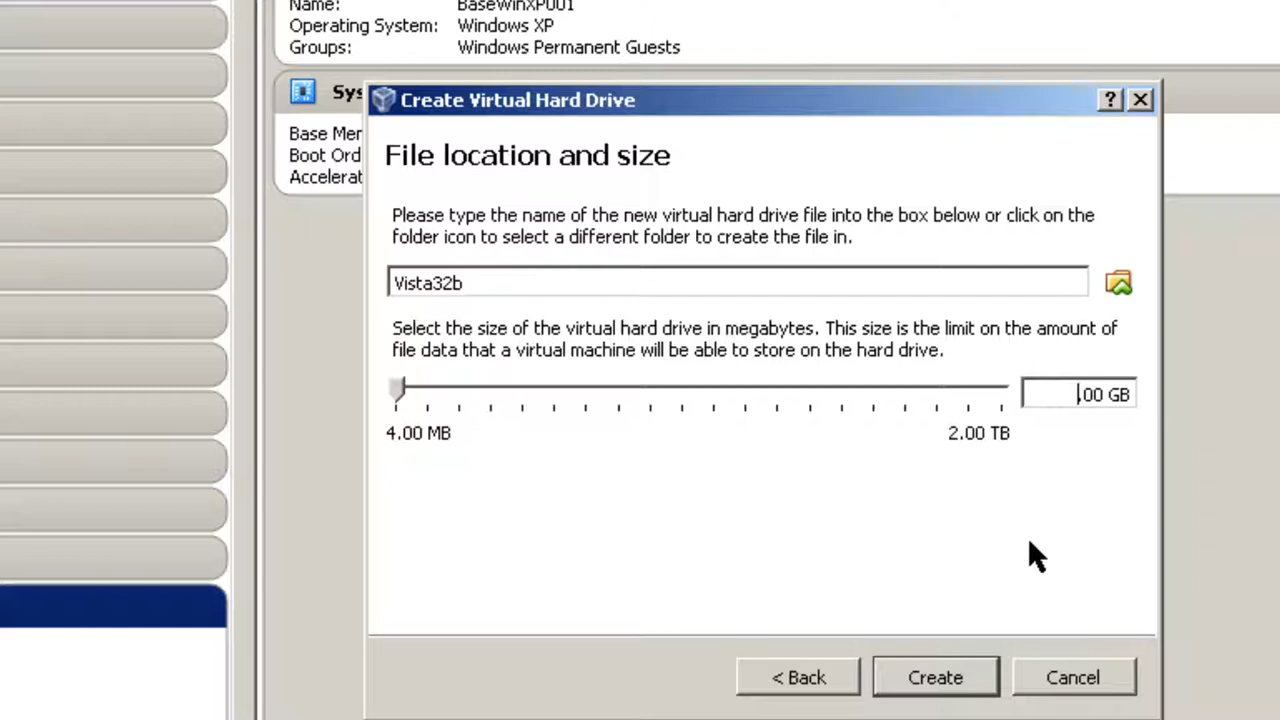 Name: BaseWinXP001
Operating System: Windows XP
Groups: Windows Permanent Guests
Sys
Create Virtual Hard Drive
Base Mem
Boot Ord
Accelerat
File location and size
Please type the name of the new virtual hard drive file into the box below or click on the
folder icon to select a different folder to create the file in.
Vista32b
Select the size of the virtual hard drive in megabytes. This size is the limit on the amount of
file data that a virtual machine will be able to store on the hard drive.
.00 GB
4.00 MB 2.00 TB
< Back Create Cancel